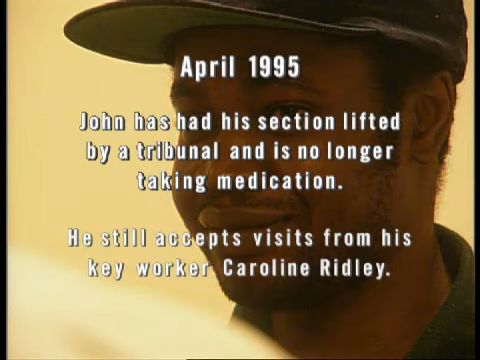 April 1995
John has had his section lifted
by a tribunal and is no longer
taking medication.
He still accepts visits from his
key worker Caroline Ridley.